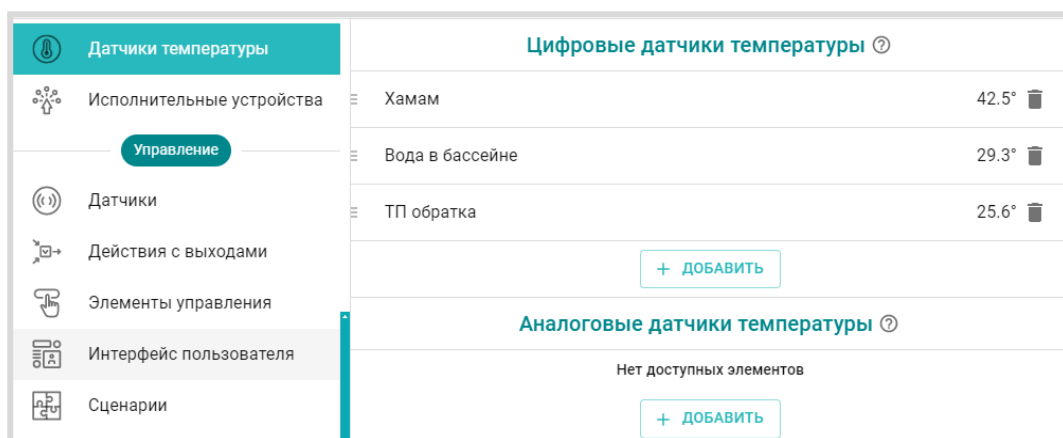 Датчики температуры
Исполнительные устройства
Управление
Датчики
Действия с выходами
Элементы управления
Интерфейс пользователя
Сценарии
Цифровые датчики температуры
Хамам 42.5°
Вода в бассейне 29.3°
ТП обратка 25.6°
+ ДОБАВИТЬ
Аналоговые датчики температуры
Нет доступных элементов
+ ДОБАВИТЬ